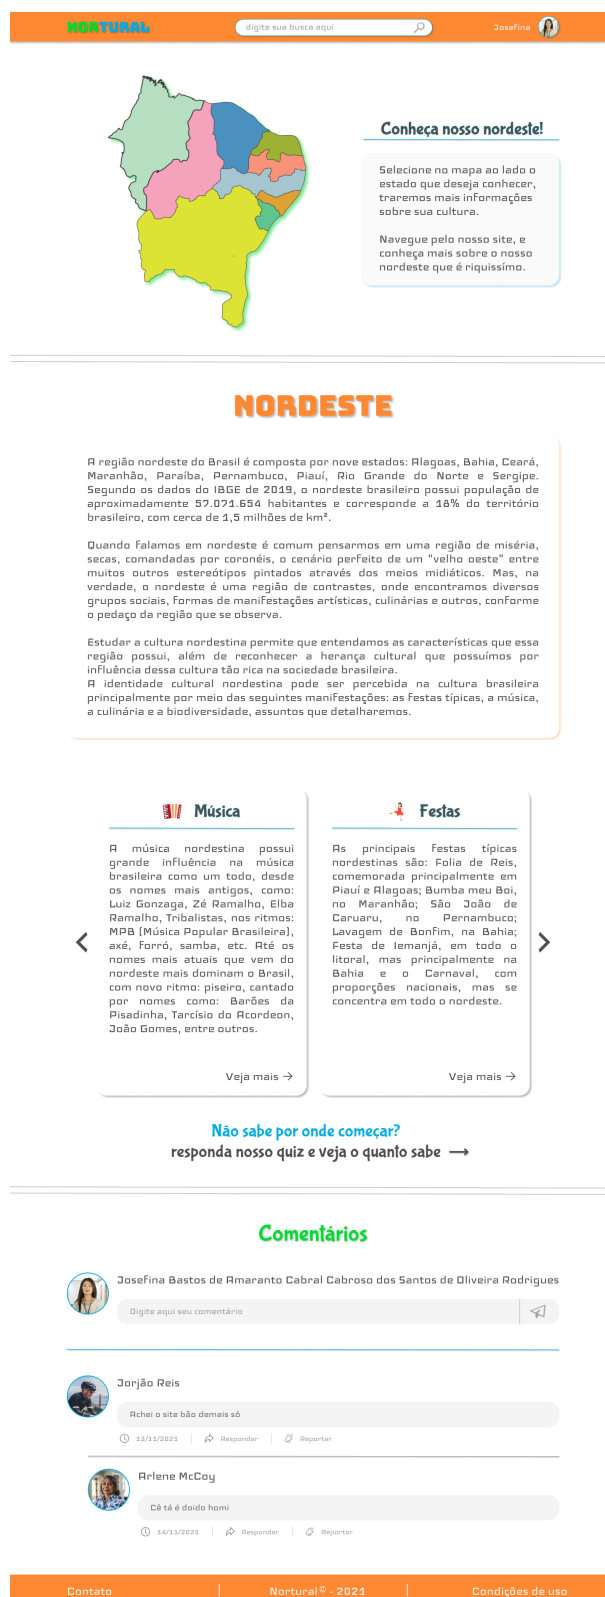 NORTURAL
digite sua busca aqui
Josefina
Conheça nosso nordeste!
Selecione no mapa ao lado o
estado que deseja conhecer,
traremos mais informações
sobre sua cultura.
Navegue pelo nosso site, e
conheça mais sobre o nosso
nordeste que é riquissímo.
NORDESTE
A região nordeste do Brasil é composta por nove estados: Alagoas, Bahia, Ceará,
Maranhão, Paraíba, Pernambuco, Piauí, Rio Grande do Norte e Sergipe.
Segundo os dados do IBGE de 2019, o nordeste brasileiro possui população de
aproximadamente 57.071.654 habitantes e corresponde a 18% do território
brasileiro, com cerca de 1,5 milhões de km².
Quando falamos em nordeste é comum pensarmos em uma região de miséria,
secas, comandadas por coronéis, o cenário perfeito de um "velho oeste" entre
muitos outros estereótipos pintados através dos meios midiáticos. Mas, na
verdade, o nordeste é uma região de contrastes, onde encontramos diversos
grupos sociais, formas de manifestações artísticas, culinárias e outros, conforme
o pedaço da região que se observa.
Estudar a cultura nordestina permite que entendamos as características que essa
região possui, além de reconhecer a herança cultural que possuímos por
influência dessa cultura tão rica na sociedade brasileira.
A identidade cultural nordestina pode ser percebida na cultura brasileira
principalmente por meio das seguintes manifestações: as festas típicas, a música,
a culinária e a biodiversidade, assuntos que detalharemos.
Música
A música nordestina possui
grande influência na música
brasileira como um todo, desde
os nomes mais antigos, como:
Luiz Gonzaga, Zé Ramalho, Elba
Ramalho, Tribalistas, nos ritmos:
MPB (Música Popular Brasileira),
axé, forró, samba, etc. Até os
nomes mais atuais que vem do
nordeste mais dominam o Brasil,
com novo ritmo: piseiro, cantado
por nomes como: Barões da
Pisadinha, Tarcísio do Acordeon,
João Gomes, entre outros.
Veja mais →
Festas
As principais festas típicas
nordestinas são: Folia de Reis,
comemorada principalmente em
Piauí e Alagoas; Bumba meu Boi,
no Maranhão; São João de
Caruaru, no Pernambuco;
Lavagem de Bonfim, na Bahia;
Festa de Iemanjá, em todo o
litoral, mas principalmente na
Bahia e o Carnaval, com
proporções nacionais, mas se
concentra em todo o nordeste.
Veja mais →
Não sabe por onde começar?
responda nosso quiz e veja o quanto sabe →
Comentários
Josefina Bastos de Amaranto Cabral Cabroso dos Santos de Oliveira Rodrigues
Digite aqui seu comentário
Jorjão Reis
Achei o site bão demais sô
13/11/2021 Responder Reportar
Arlene McCoy
Cê tá é doido homi
14/11/2021 Responder Reportar
Contato Nortural © - 2021 Condições de uso